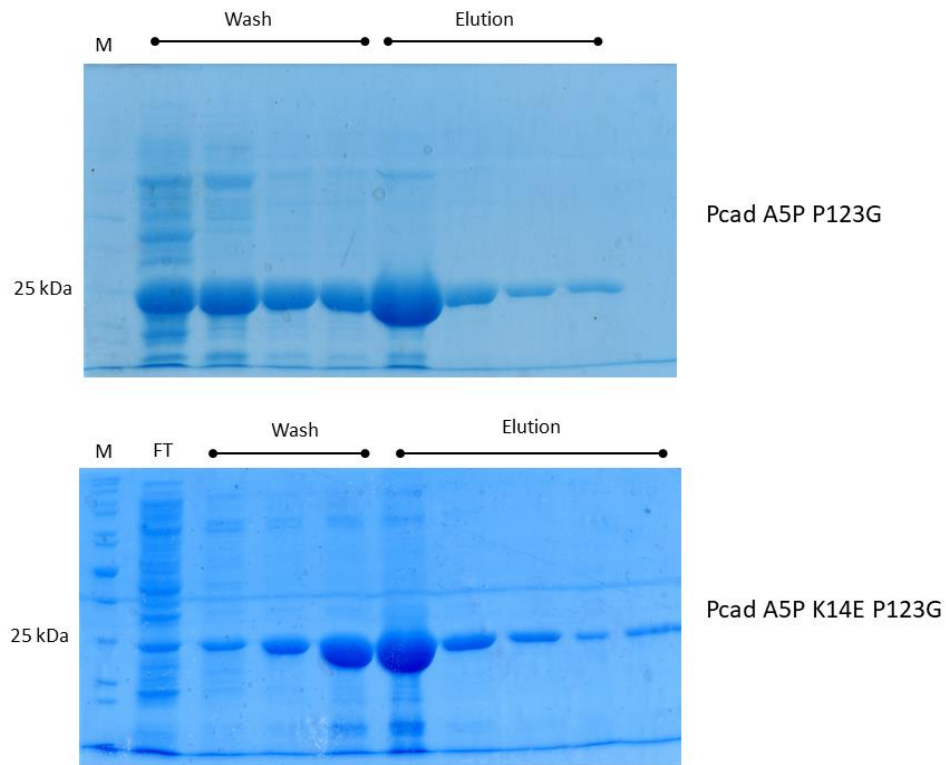 Wash
Elution
M
25 kDa
Pcad A5P P123G
Wash
Elution
M
FT
25 kDa
Pcad A5P K14E P123G